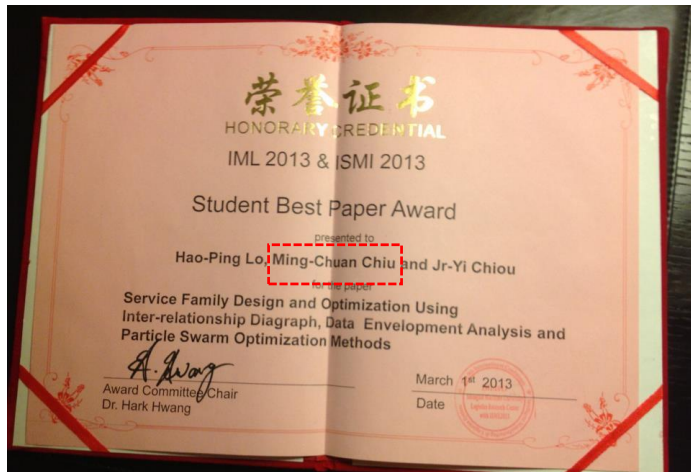 荣誉证书
HONORARY CREDENTIAL
IML 2013 & ISMI 2013
Student Best Paper Award
presented to
Hao-Ping Lo, Ming-Chuan Chiu and Jr-Yi Chiou
for the paper
Service Family Design and Optimization Using
Inter-relationship Diagraph, Data Envelopment Analysis and
Particle Swarm Optimization Methods
H. Hwang
Award Committee Chair
Dr. Hark Hwang
March 1st 2013
Date